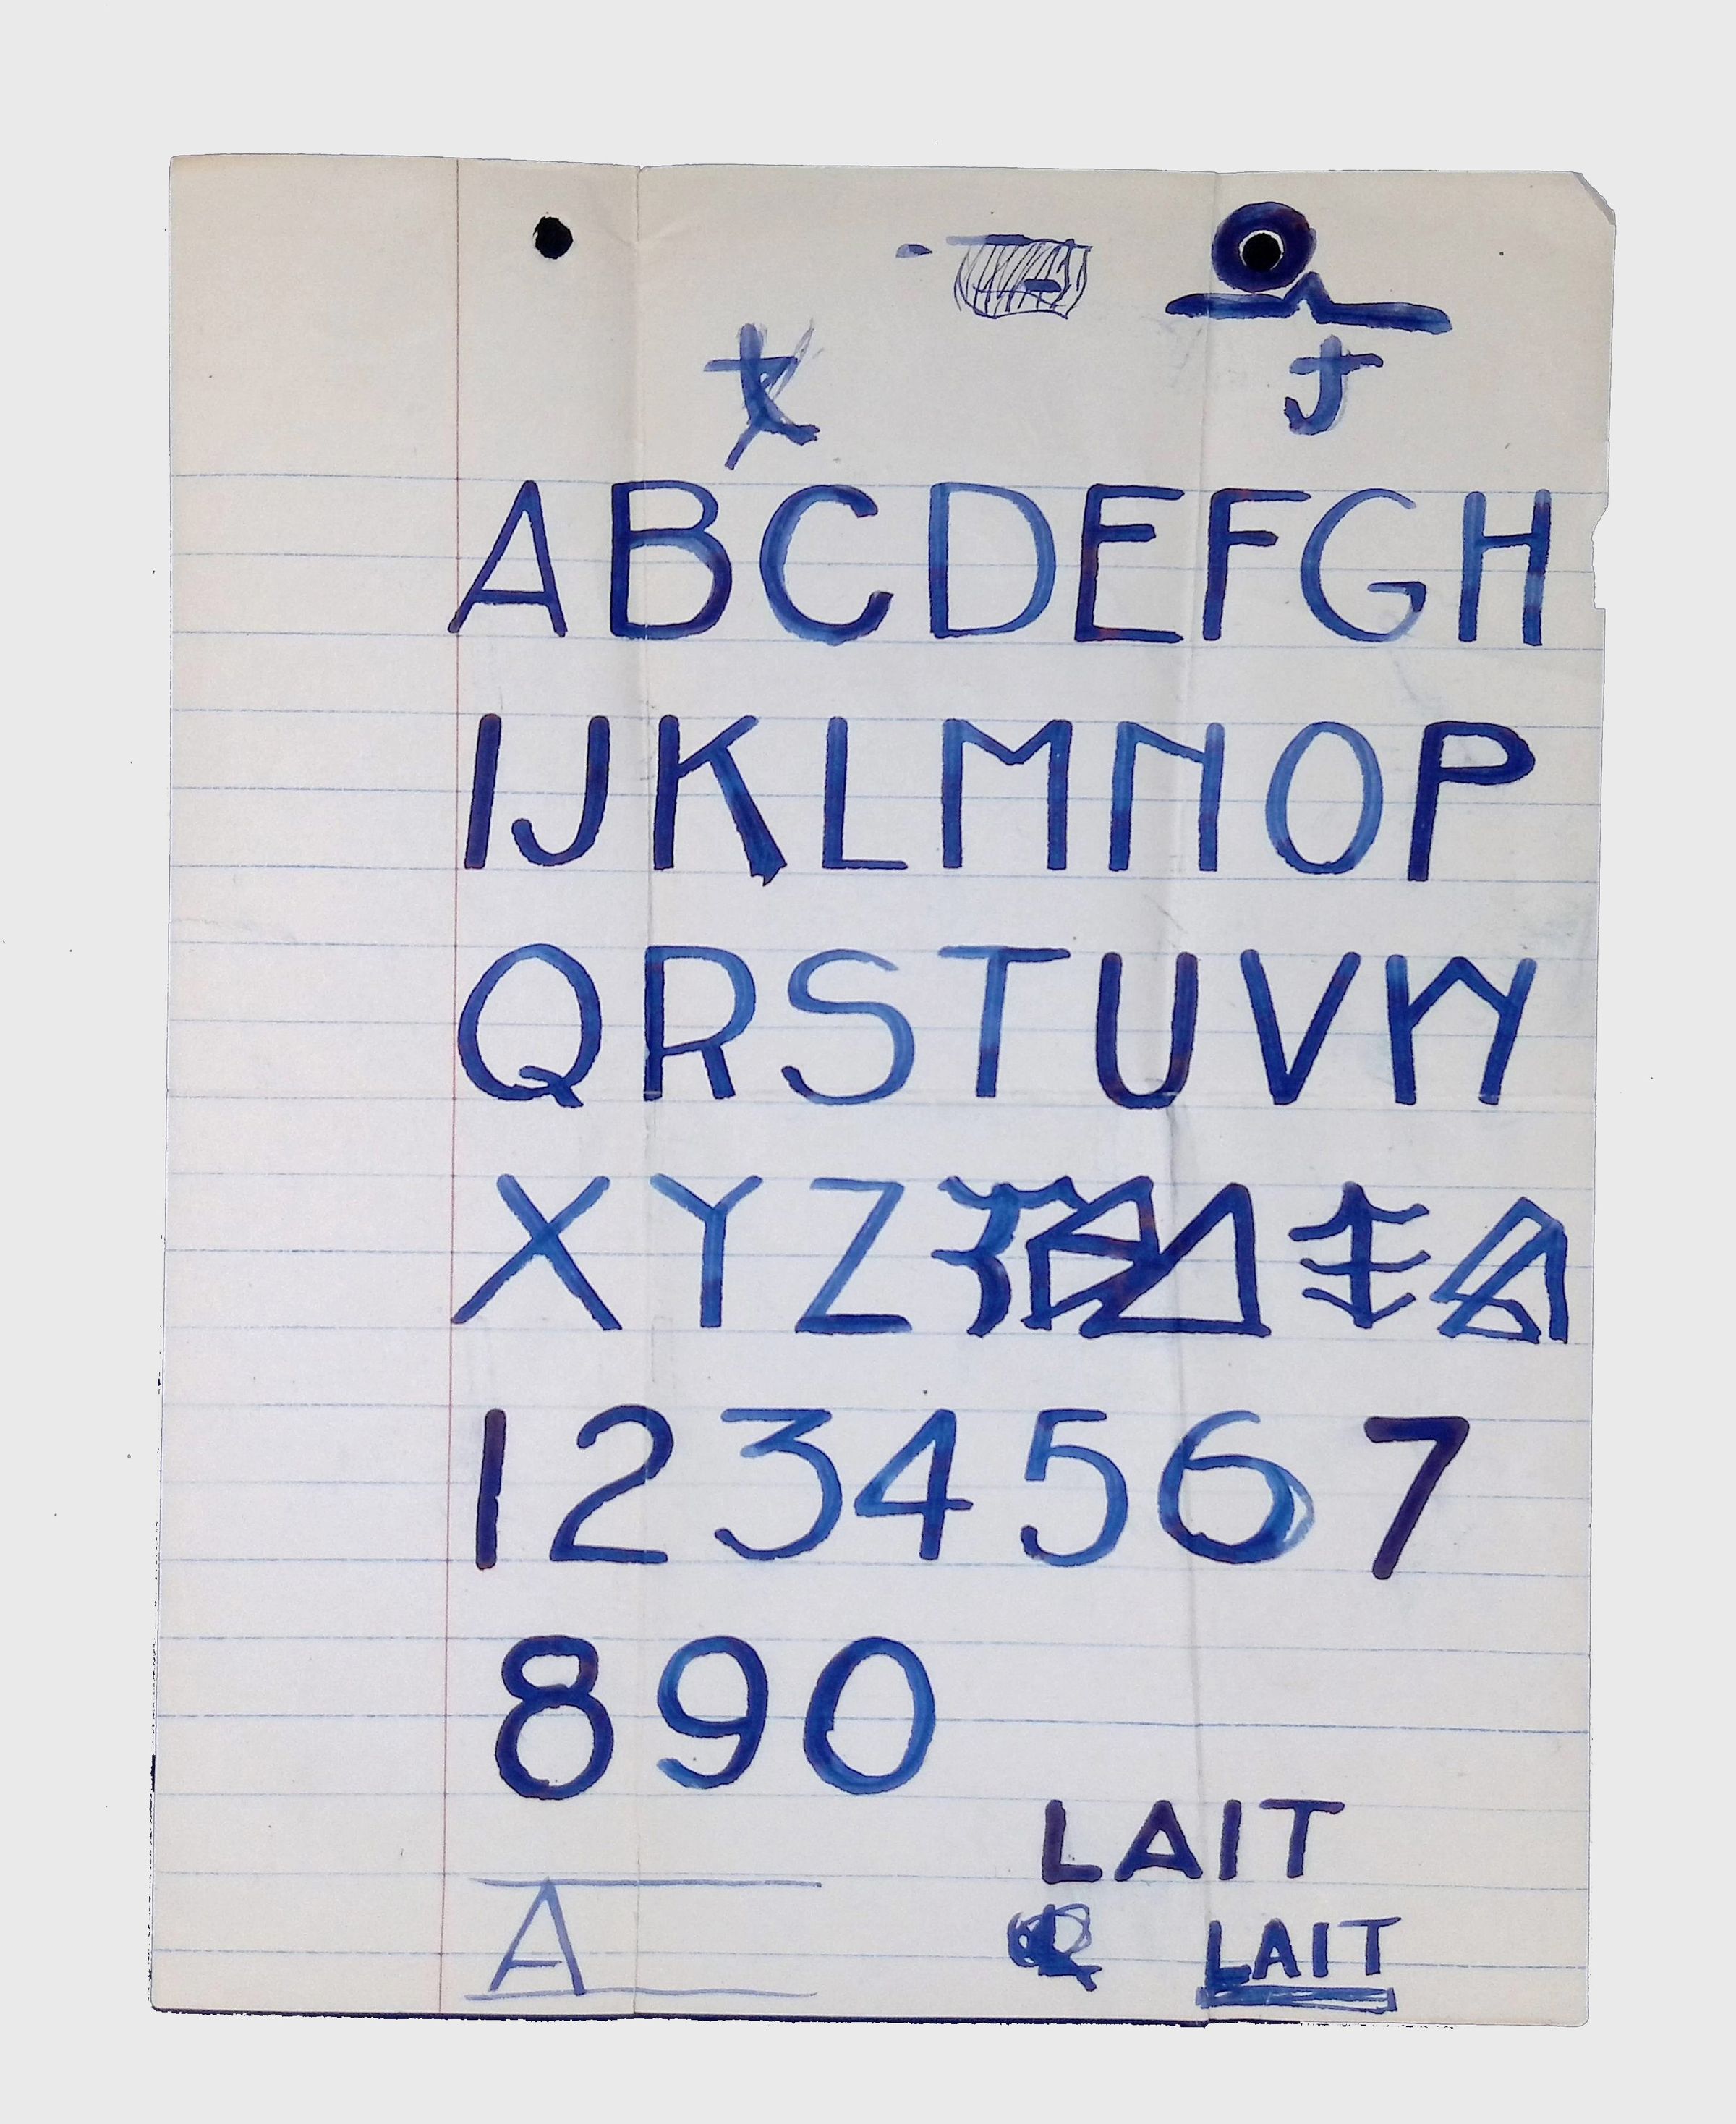 J
ABCDEFGH
IJKLMNOP
QRSTUVW
XYZ
1234567
890
LAIT
A
LAIT